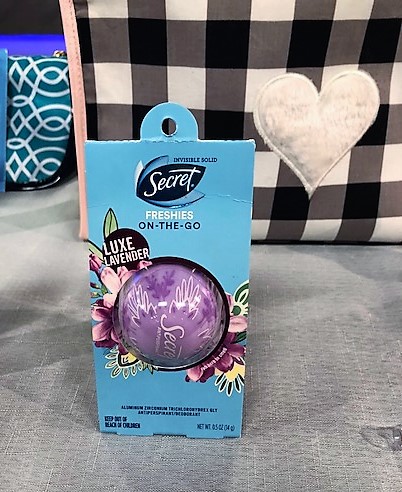 INVISIBLE SOLID
Secret
FRESHIES
ON-THE-GO
LUXE
LAVENDER
Secret
ALUMINUM ZIRCONIUM TRICHLOROHYDREX GLY
ANTIPERSPIRANT/DEODORANT
KEEP OUT OF
REACH OF CHILDREN
NET WT. 0.5 OZ (14 g)